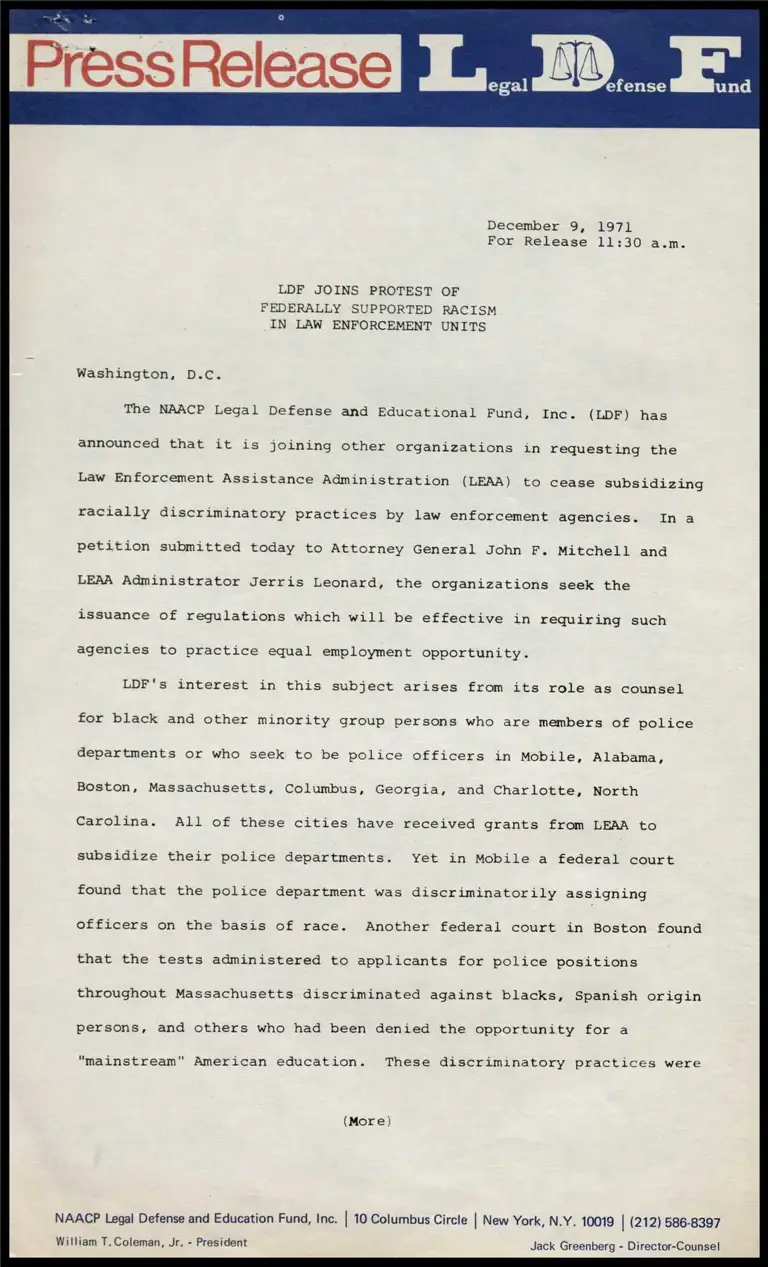 Press Release Legal Defense Fund
December 9, 1971
For Release 11:30 a.m.
LDF JOINS PROTEST OF
FEDERALLY SUPPORTED RACISM
IN LAW ENFORCEMENT UNITS
Washington, D.C.
The NAACP Legal Defense and Educational Fund, Inc. (LDF) has
announced that it is joining other organizations in requesting the
Law Enforcement Assistance Administration (LEAA) to cease subsidizing
racially discriminatory practices by law enforcement agencies. In a
petition submitted today to Attorney General John F. Mitchell and
LEAA Administrator Jerris Leonard, the organizations seek the
issuance of regulations which will be effective in requiring such
agencies to practice equal employment opportunity.
LDF's interest in this subject arises from its role as counsel
for black and other minority group persons who are members of police
departments or who seek to be police officers in Mobile, Alabama,
Boston, Massachusetts, Columbus, Georgia, and Charlotte, North
Carolina. All of these cities have received grants from LEAA to
subsidize their police departments. Yet in Mobile a federal court
found that the police department was discriminatorily assigning
officers on the basis of race. Another federal court in Boston found
that the tests administered to applicants for police positions
throughout Massachusetts discriminated against blacks, Spanish origin
persons, and others who had been denied the opportunity for a
"mainstream" American education. These discriminatory practices were
(More)
NAACP Legal Defense and Education Fund, Inc. | 10 Columbus Circle | New York, N.Y. 10019 | (212) 586-8397
William T. Coleman, Jr. - President
Jack Greenberg - Director-Counsel